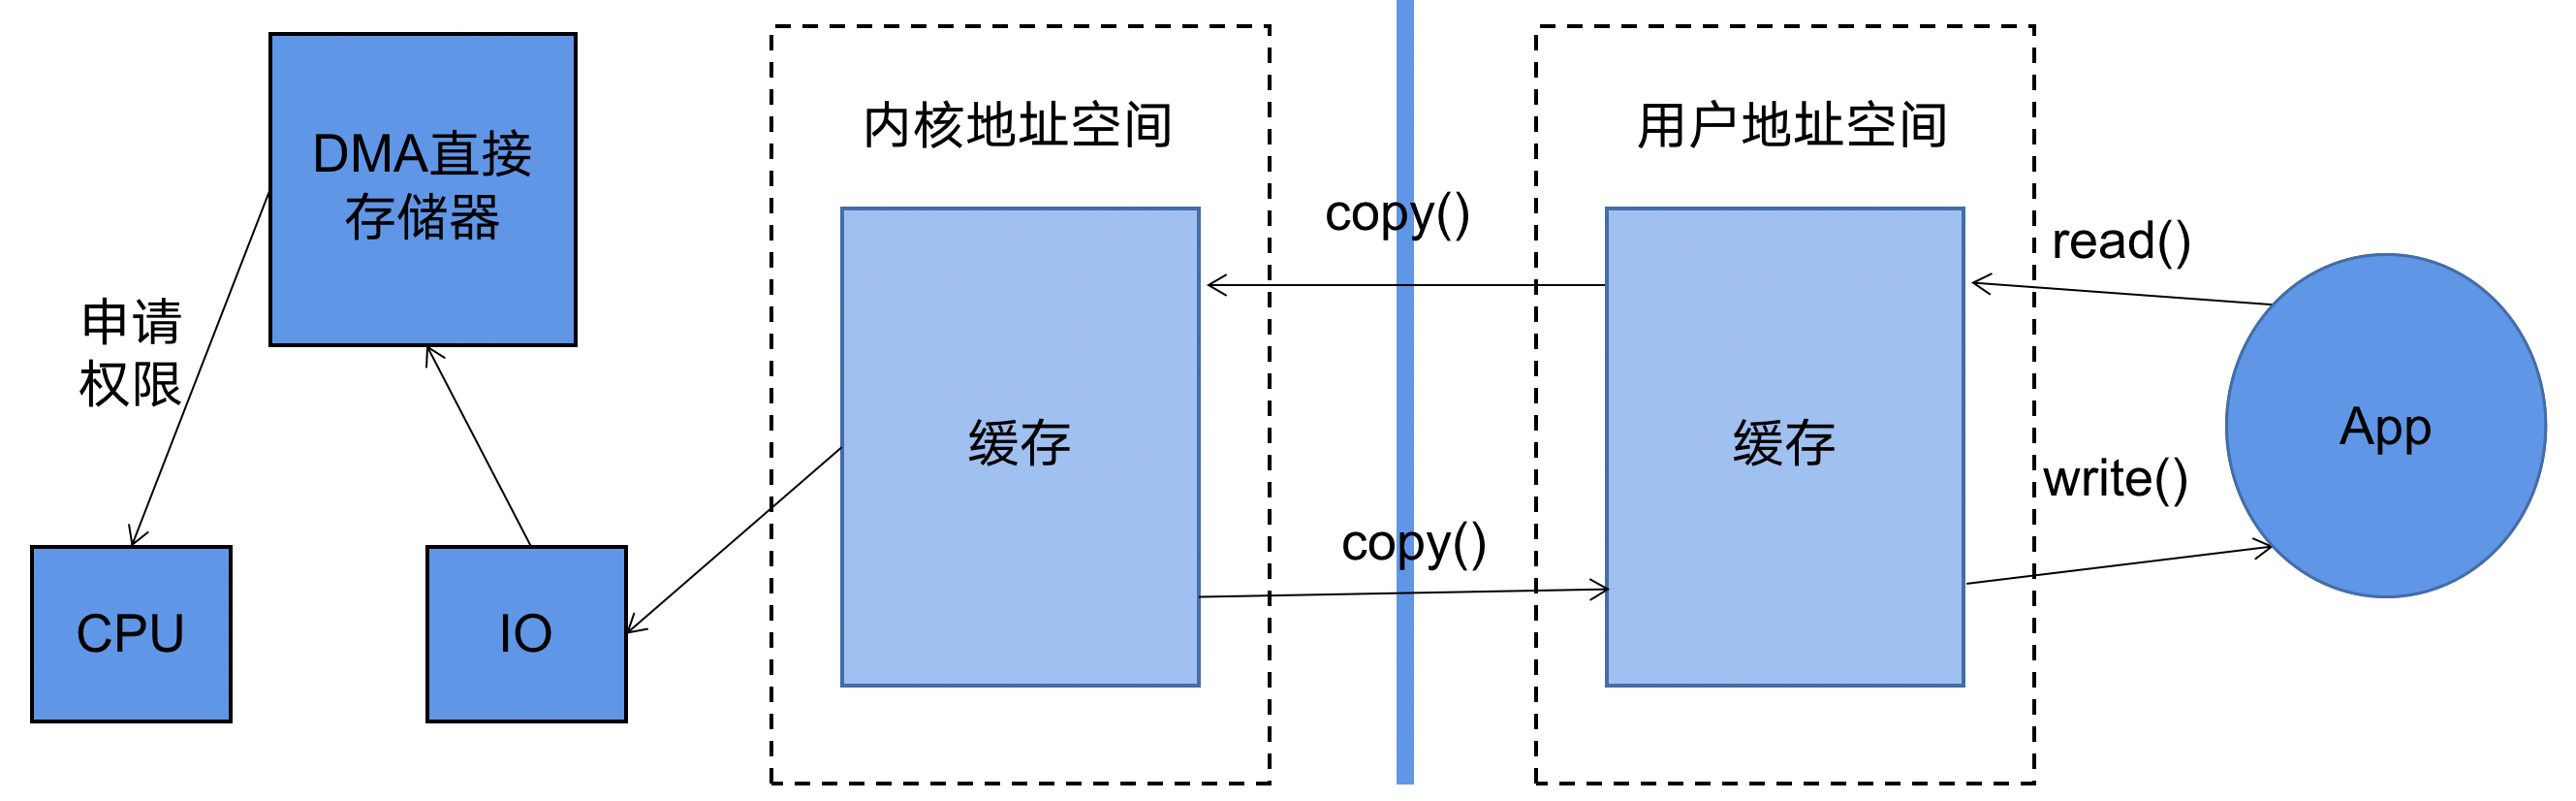 DMA直接
存储器
申请
权限
CPU
IO
内核地址空间
缓存
copy()
copy()
用户地址空间
缓存
read()
write()
App